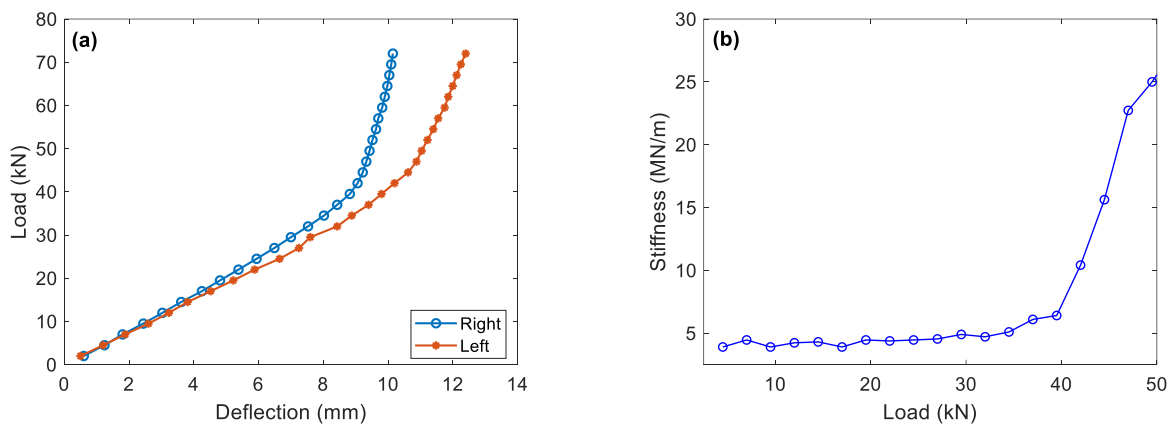 (a)
80
70
60
50
40
30
20
10
0
Load (kN)
0 2 4 6 8 10 12 14
Deflection (mm)
Right
Left
(b)
30
25
20
15
10
5
Stiffness (MN/m)
10 20 30 40 50
Load (kN)